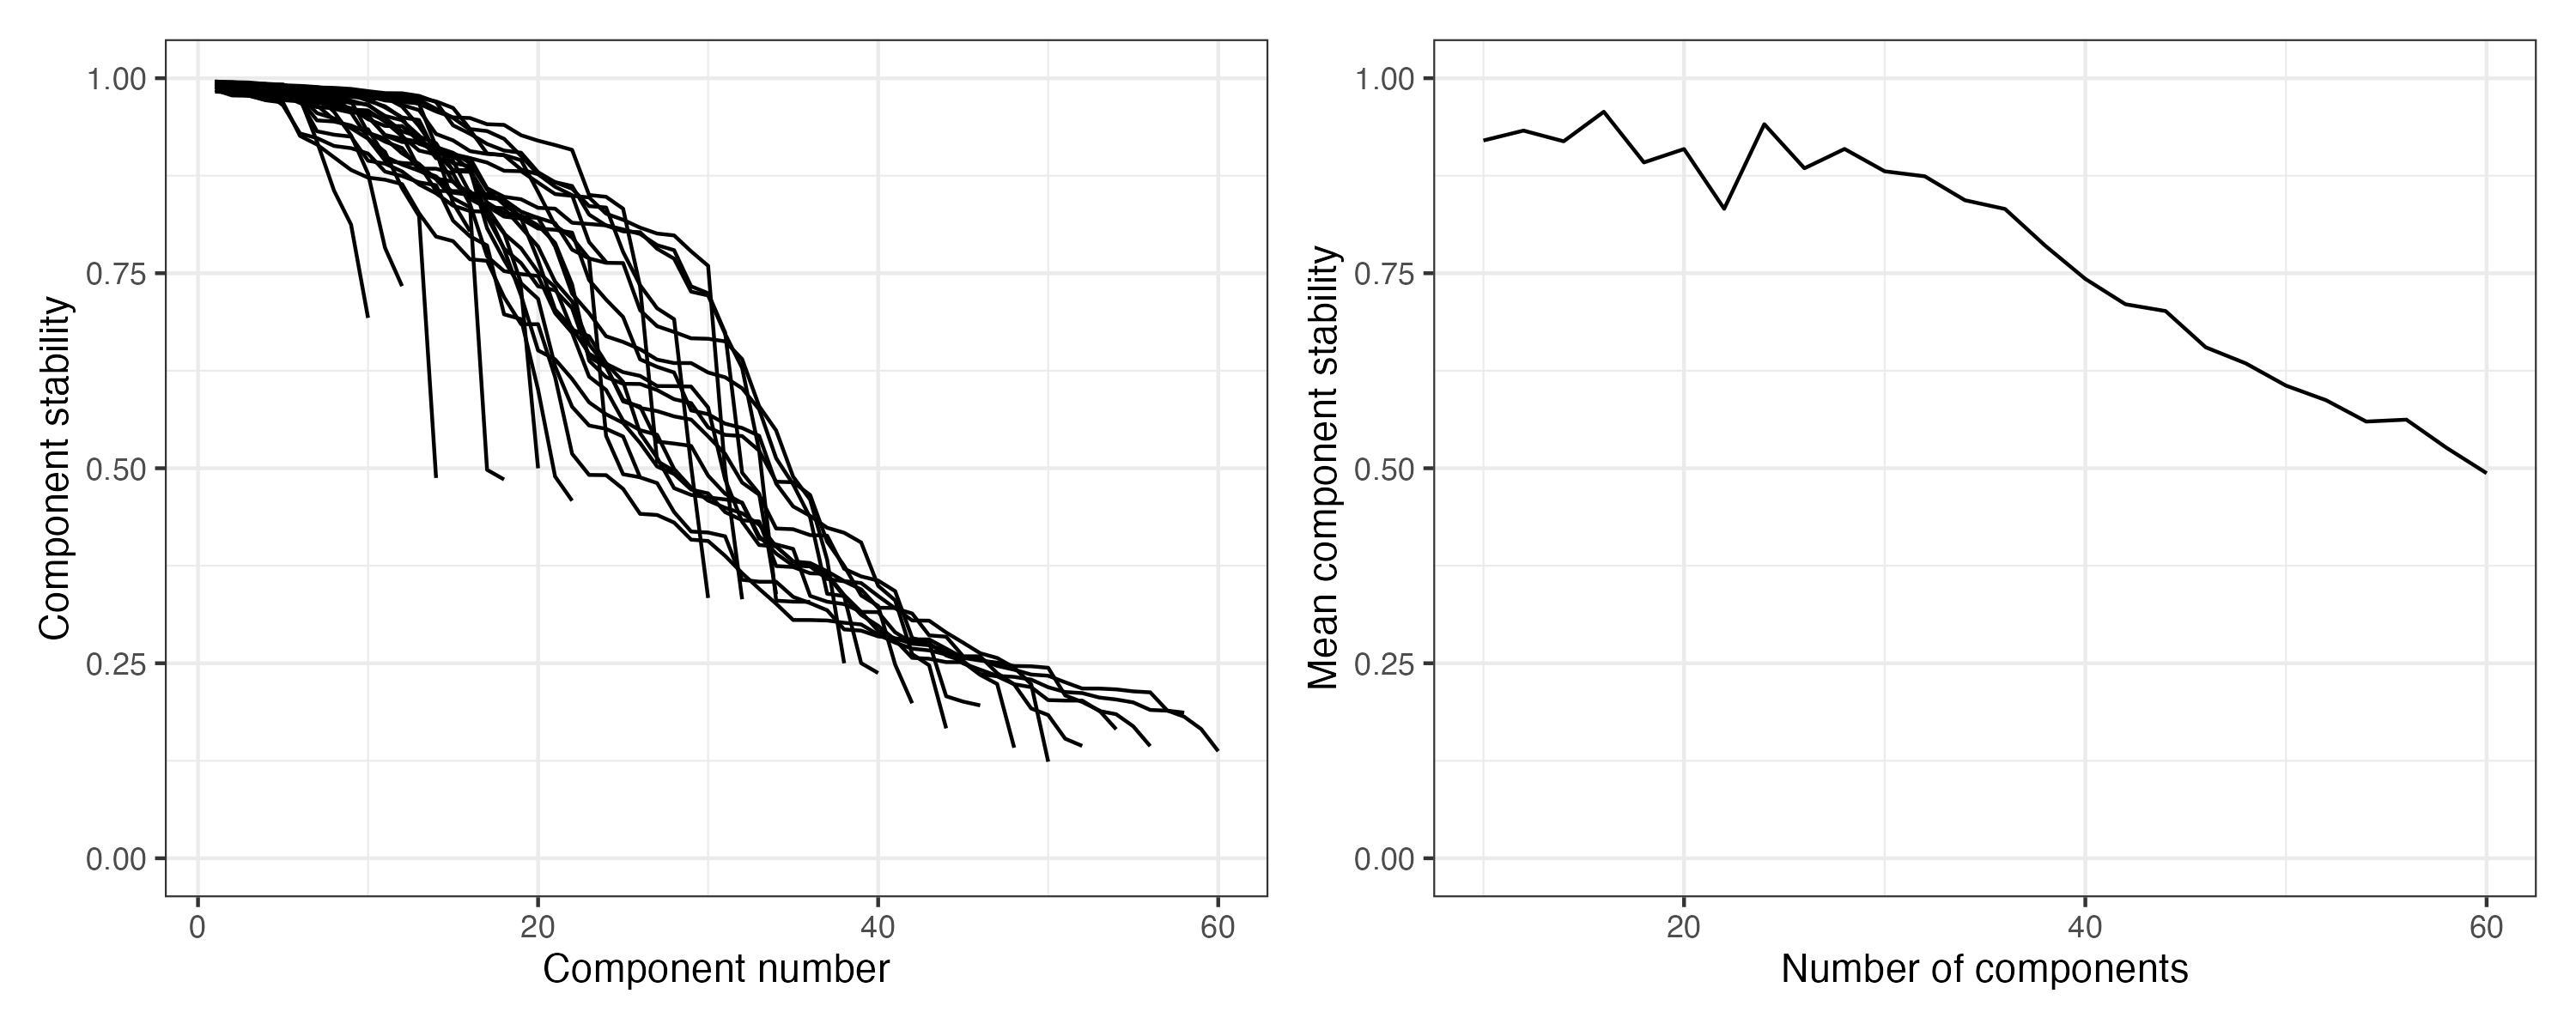 Component stability
1.00
0.75
0.50
0.25
0.00
0 20 40 60
Component number
Mean component stability
1.00
0.75
0.50
0.25
0.00
20 40 60
Number of components